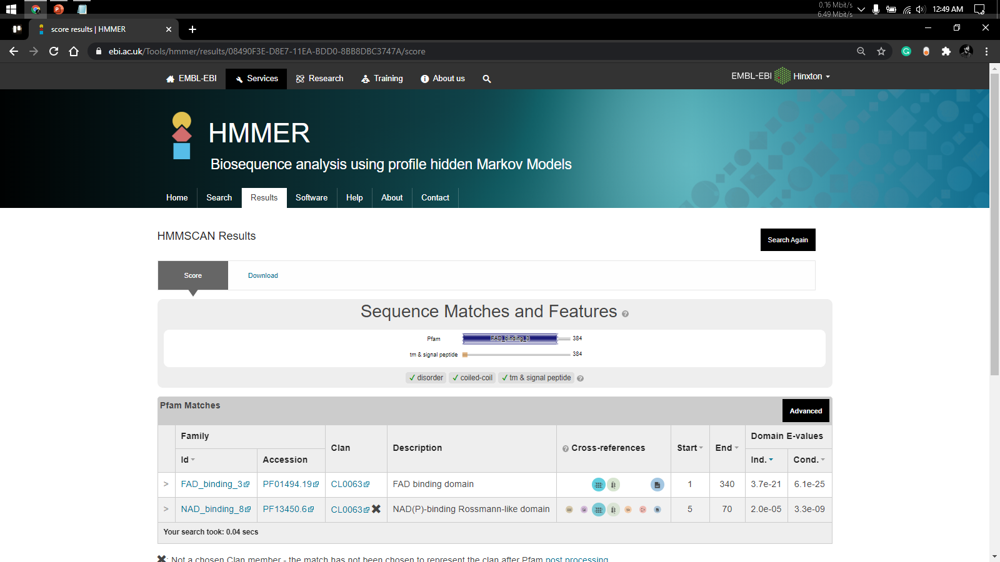 0.16 Mbit/s
6.49 Mbit/s
12:49 AM
score results | HMMER
ebi.ac.uk/Tools/hmmer/results/08490F3E-D8E7-11EA-BDD0-8BB8DBC3747A/score
EMBL-EBI Services Research Training About us
EMBL-EBI Hinxton
HMMER
Biosequence analysis using profile hidden Markov Models
Home Search Results Software Help About Contact
HMMSCAN Results
Search Again
Score Download
Sequence Matches and Features ?
Pfam FAD_binding_3 384
tm & signal peptide 384
✓ disorder ✓ coiled-coil ✓ tm & signal peptide ?
Pfam Matches
Advanced
Family Clan Description ? Cross-references Start End Domain E-values
Id Accession Ind. Cond.
> FAD_binding_3 PF01494.19 CL0063 FAD binding domain 1 340 3.7e-21 6.1e-25
> NAD_binding_8 PF13450.6 CL0063 ✖ NAD(P)-binding Rossmann-like domain 5 70 2.0e-05 3.3e-09
Your search took: 0.04 secs
✖: Not a chosen Clan member - the match has not been chosen to represent the clan after Pfam post processing